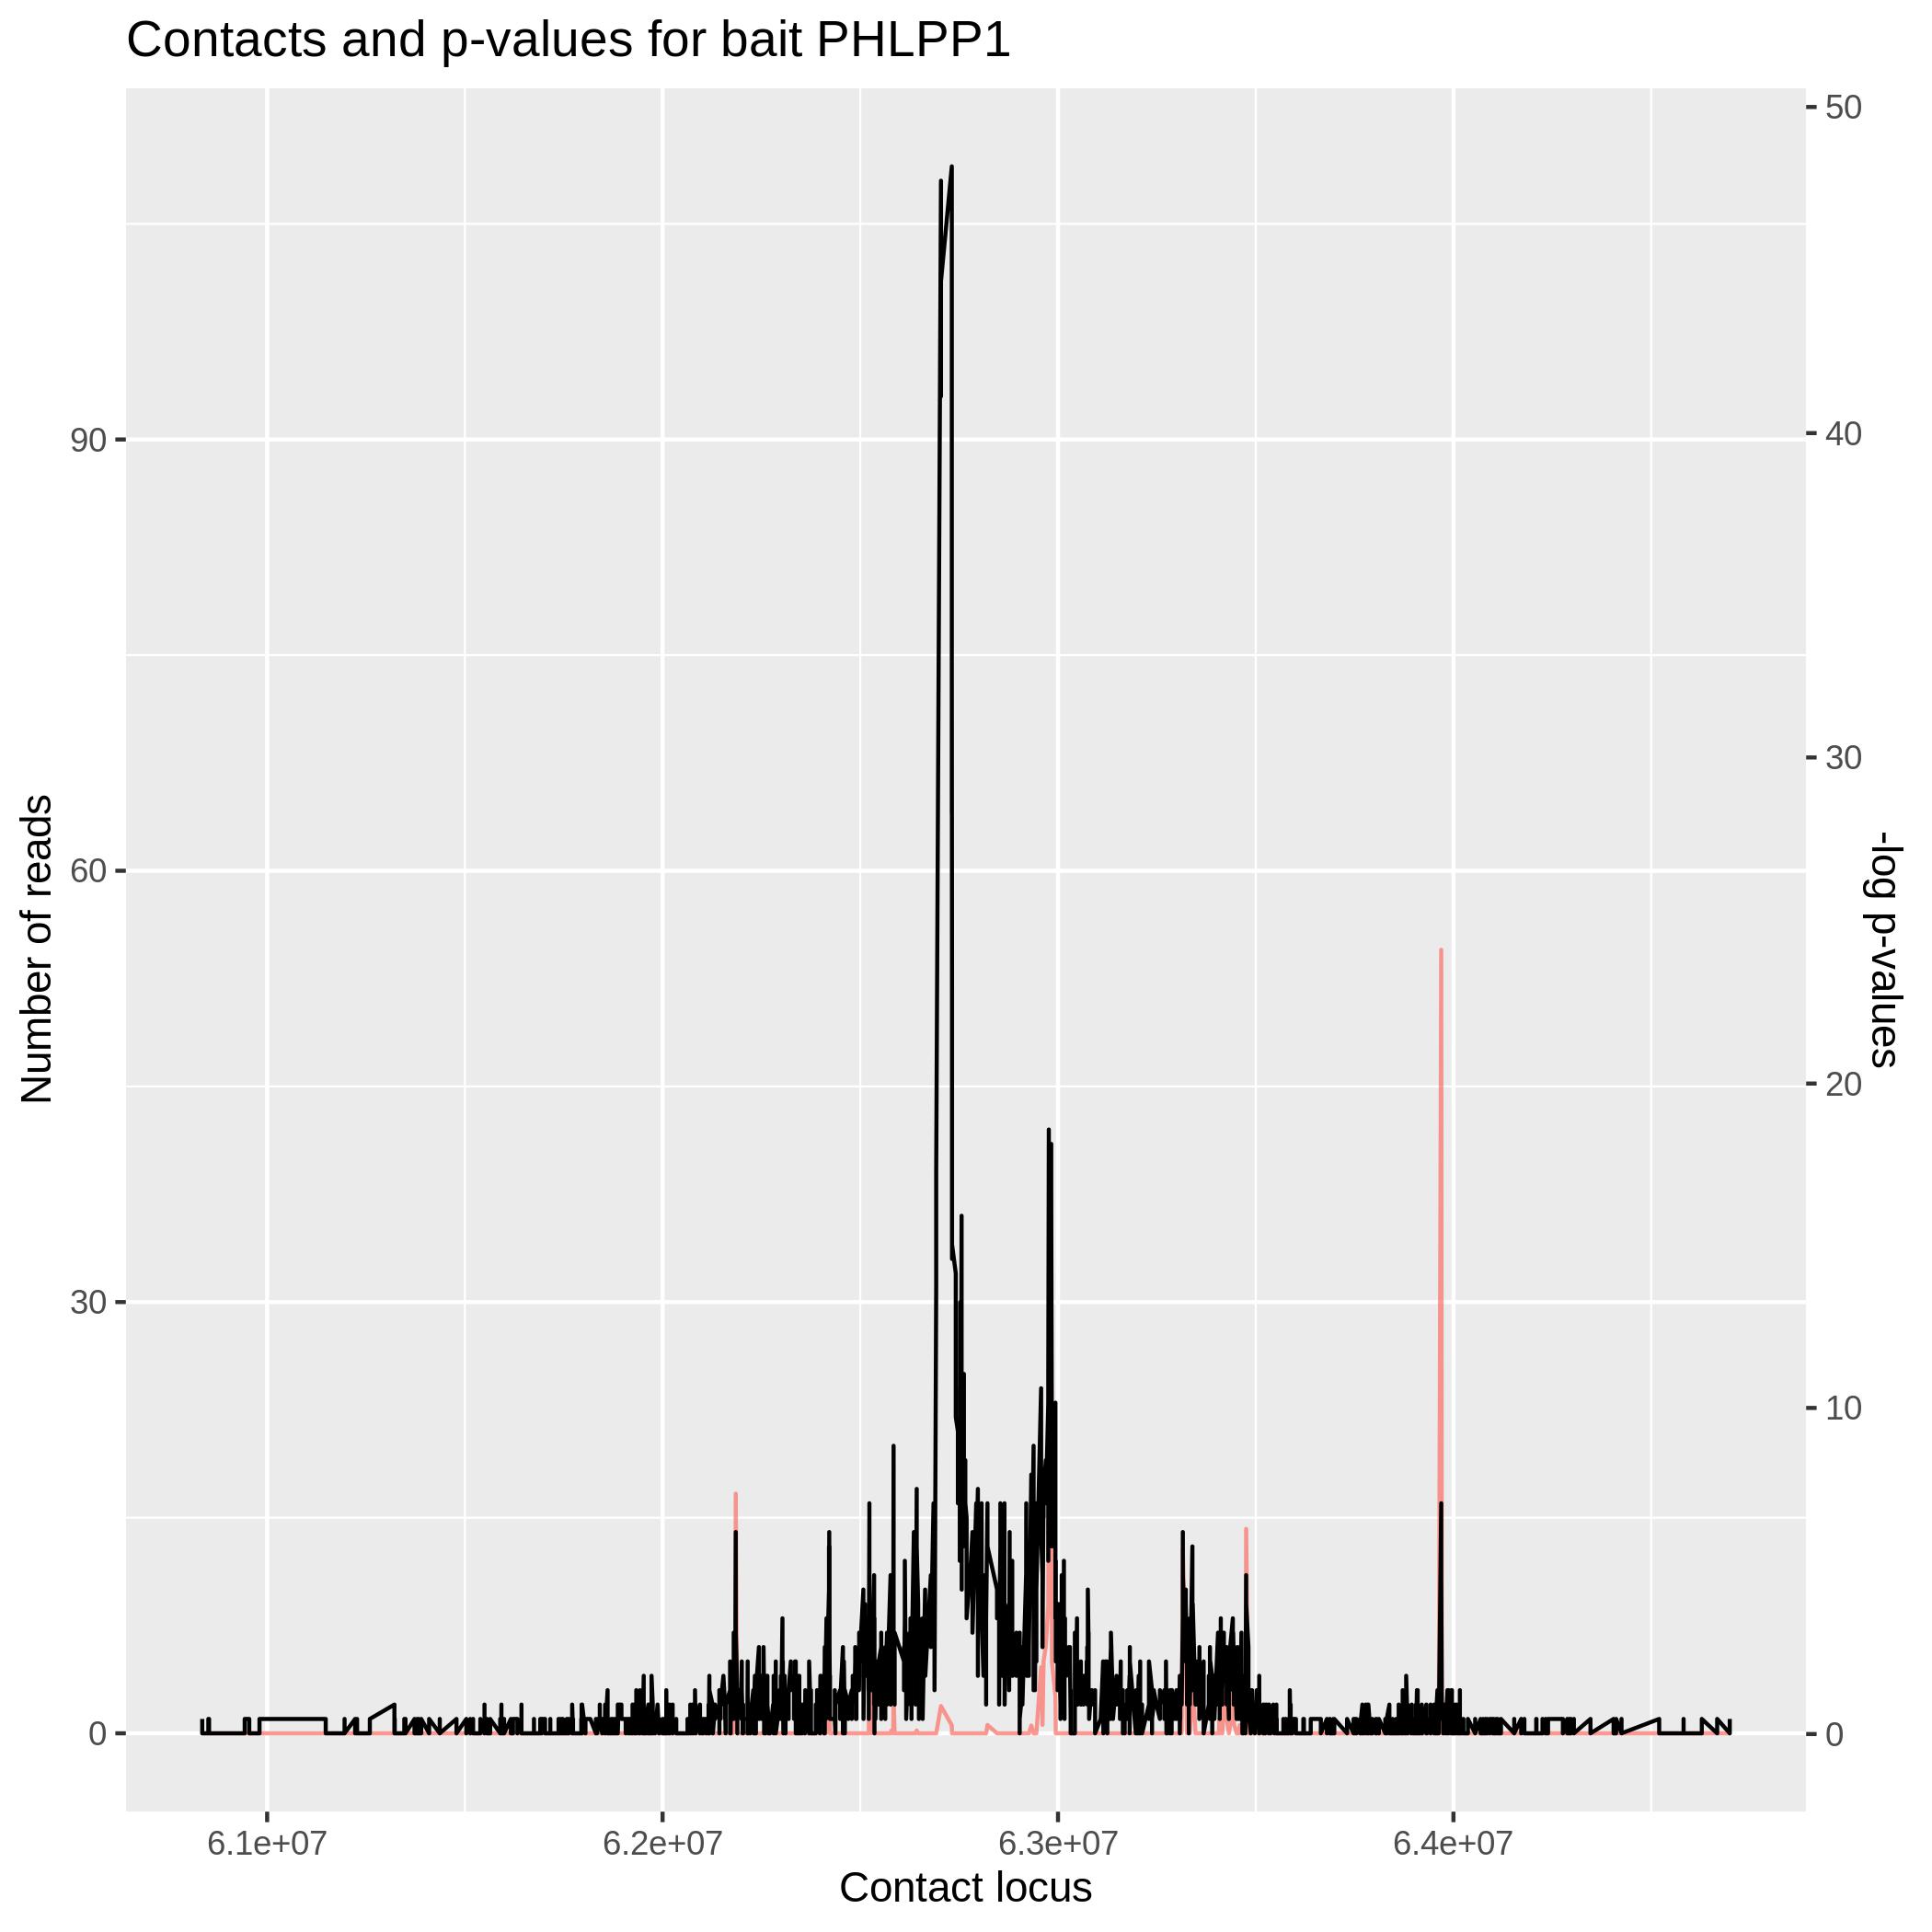 Contacts and p-values for bait PHLPP1
Number of reads
90
60
30
0
50
40
30
20
10
0
-log p-values
6.1e+07
6.2e+07
6.3e+07
6.4e+07
Contact locus